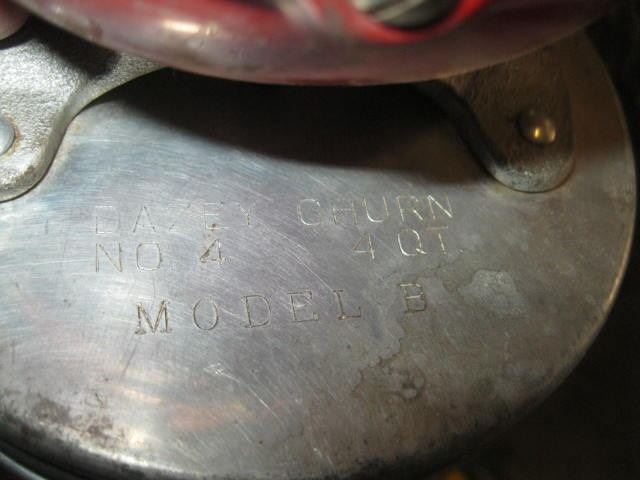 DAZEY CHURN
NO. 4 4 QT.
MODEL B